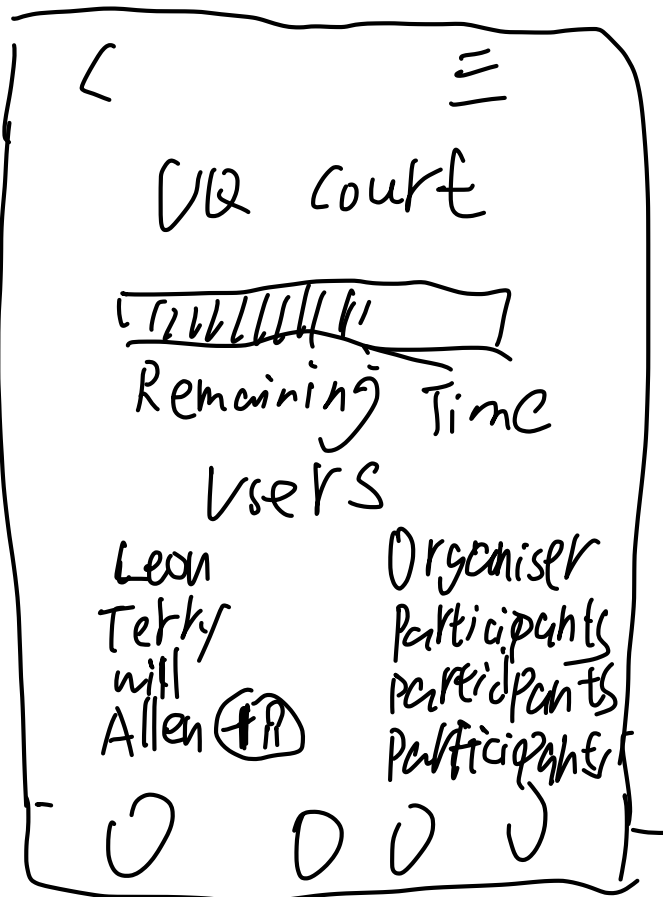 UQ Court
Remaining Time
Users
Leon Organiser
Terry Participants
will participants
Allen Participants